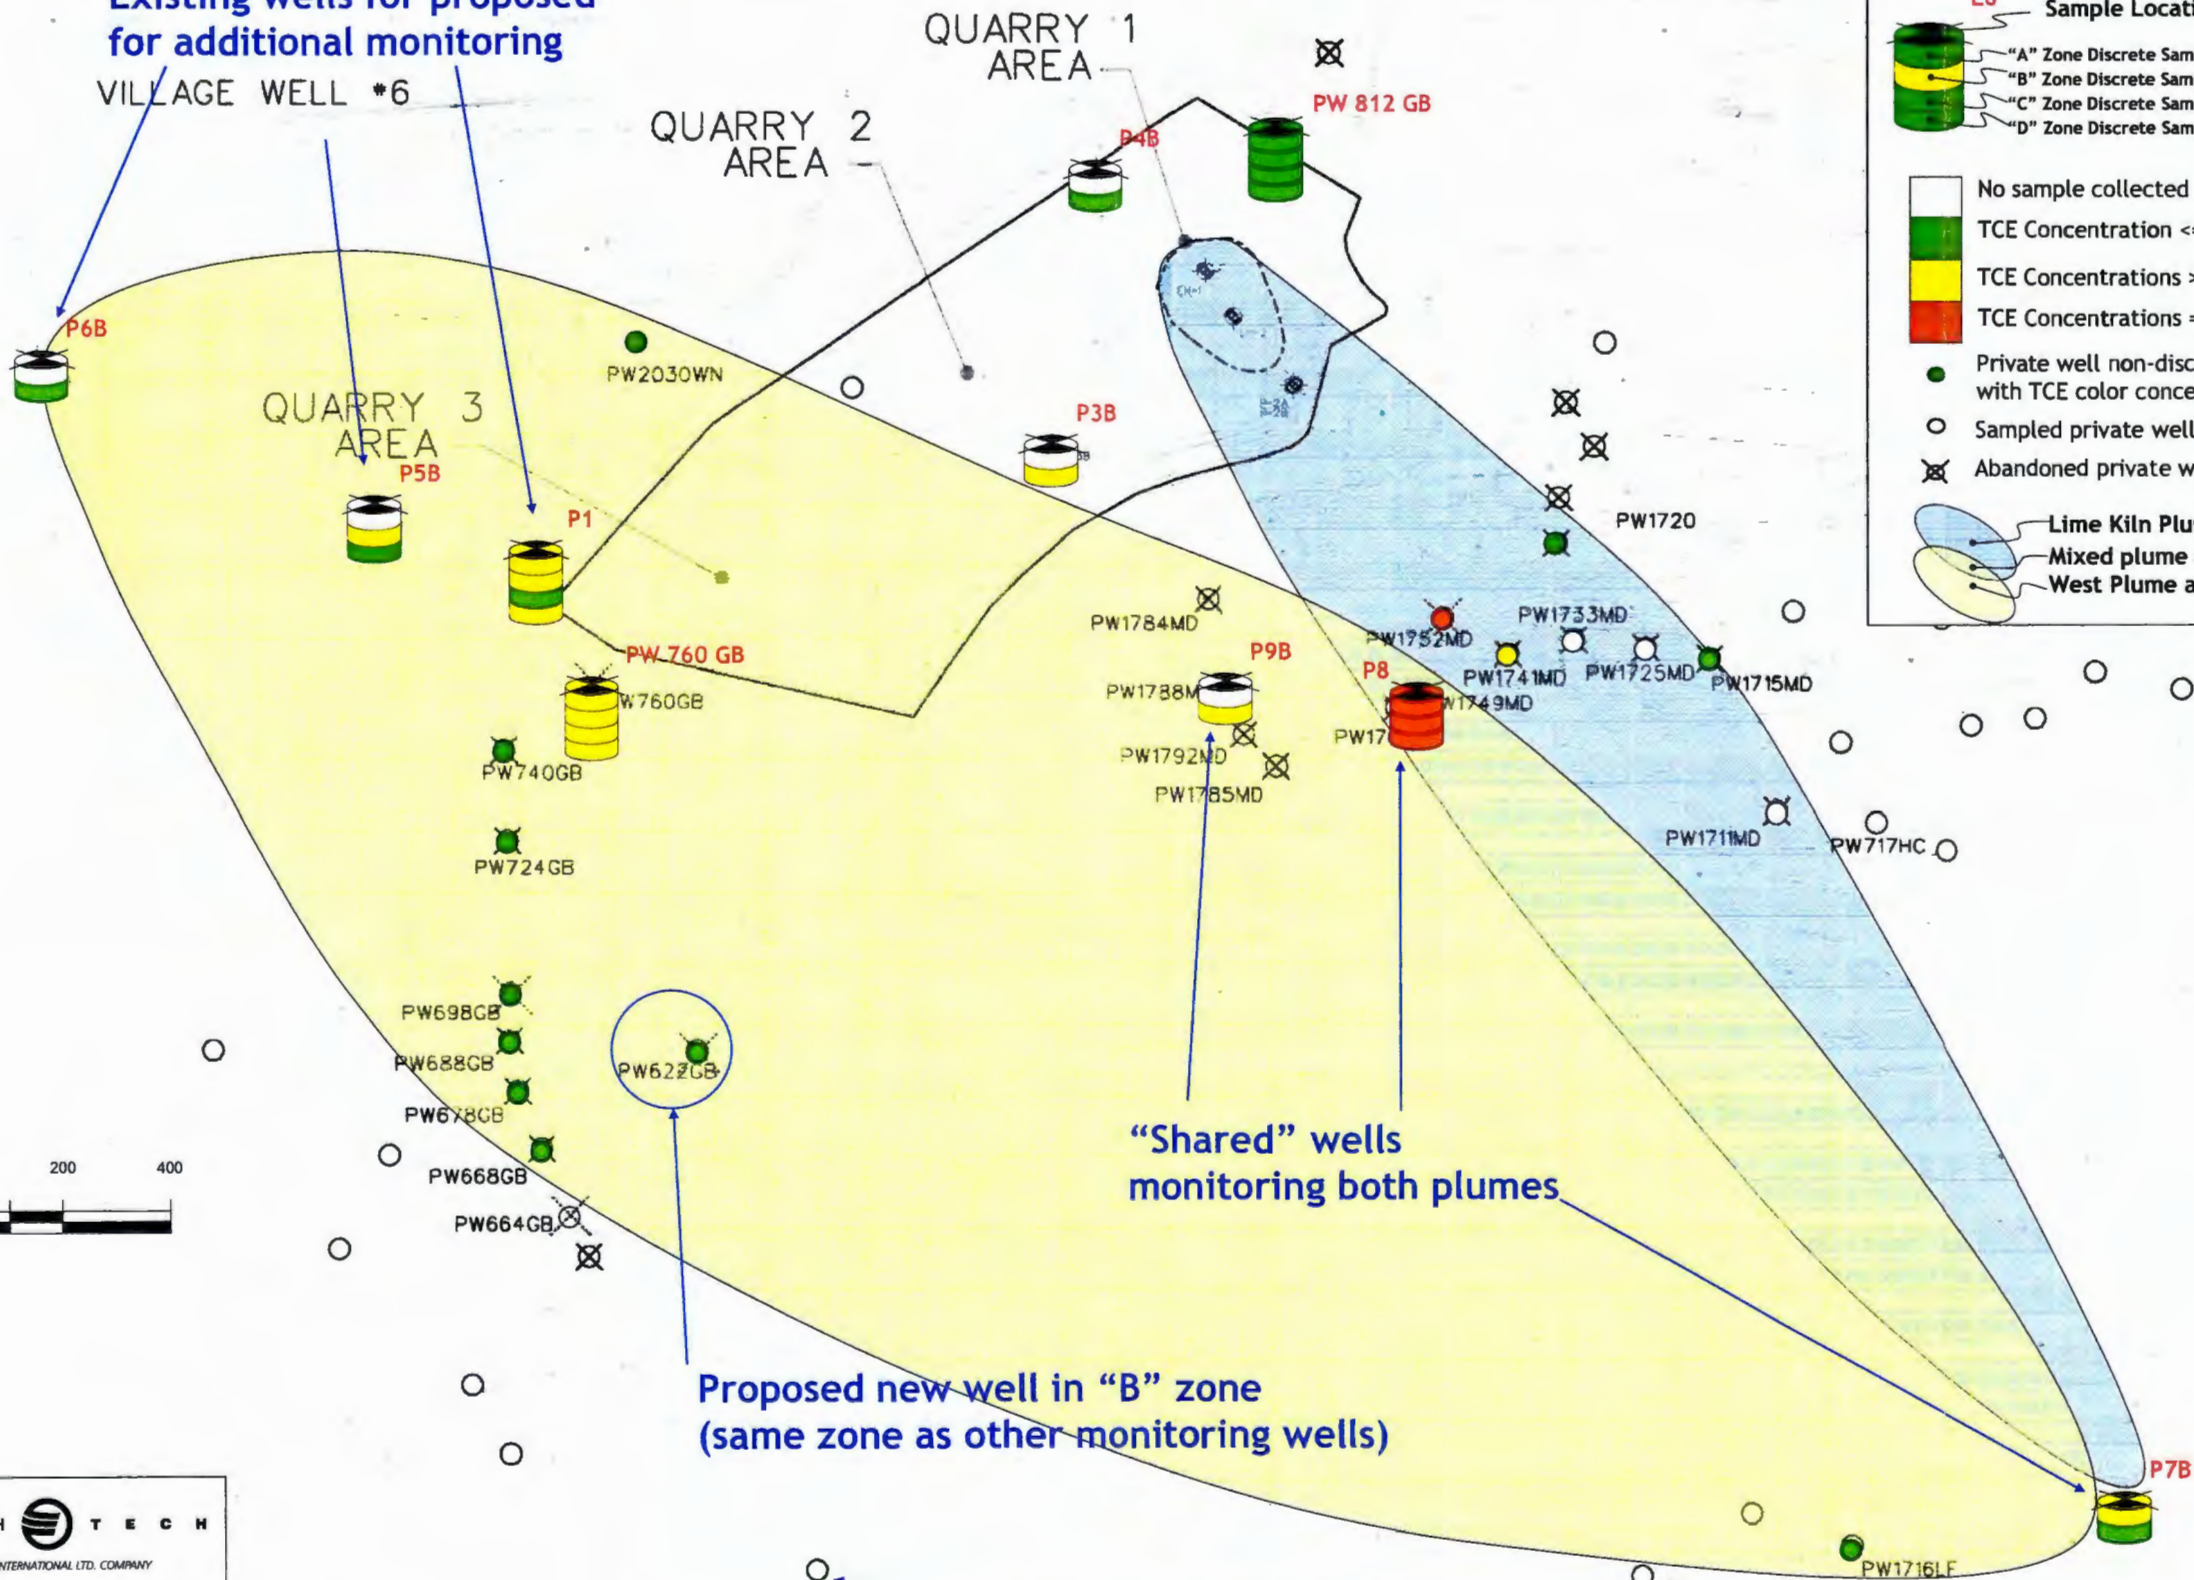 Existing wells for proposed
for additional monitoring
VILLAGE WELL #6
QUARRY 1
AREA
QUARRY 2
AREA
PW 812 GB
P4B
P6B
PW2030WN
QUARRY 3
AREA
P5B
P3B
P1
PW1720
PW 760 GB
W760GB
PW740GB
PW724GB
PW1784MD
P9B
PW1788M
PW1792MD
PW1785MD
P8
PW1752MD
PW1733MD
PW1741MD
PW1725MD
PW1715MD
W1749MD
PW17
PW1711MD
PW717HC
PW698GB
PW688GB
PW678GB
PW668GB
PW664GB
PW622GB
200
400
"Shared" wells
monitoring both plumes
Proposed new well in "B" zone
(same zone as other monitoring wells)
P7B
PW1716LF
H TECH
INTERNATIONAL LTD. COMPANY
Sample Locati
"A" Zone Discrete Sam
"B" Zone Discrete Sam
"C" Zone Discrete Sam
"D" Zone Discrete Sam
No sample collected
TCE Concentration <
TCE Concentrations >
TCE Concentrations =
Private well non-disc
with TCE color conce
Sampled private well
Abandoned private w
Lime Kiln Plu
Mixed plume
West Plume a